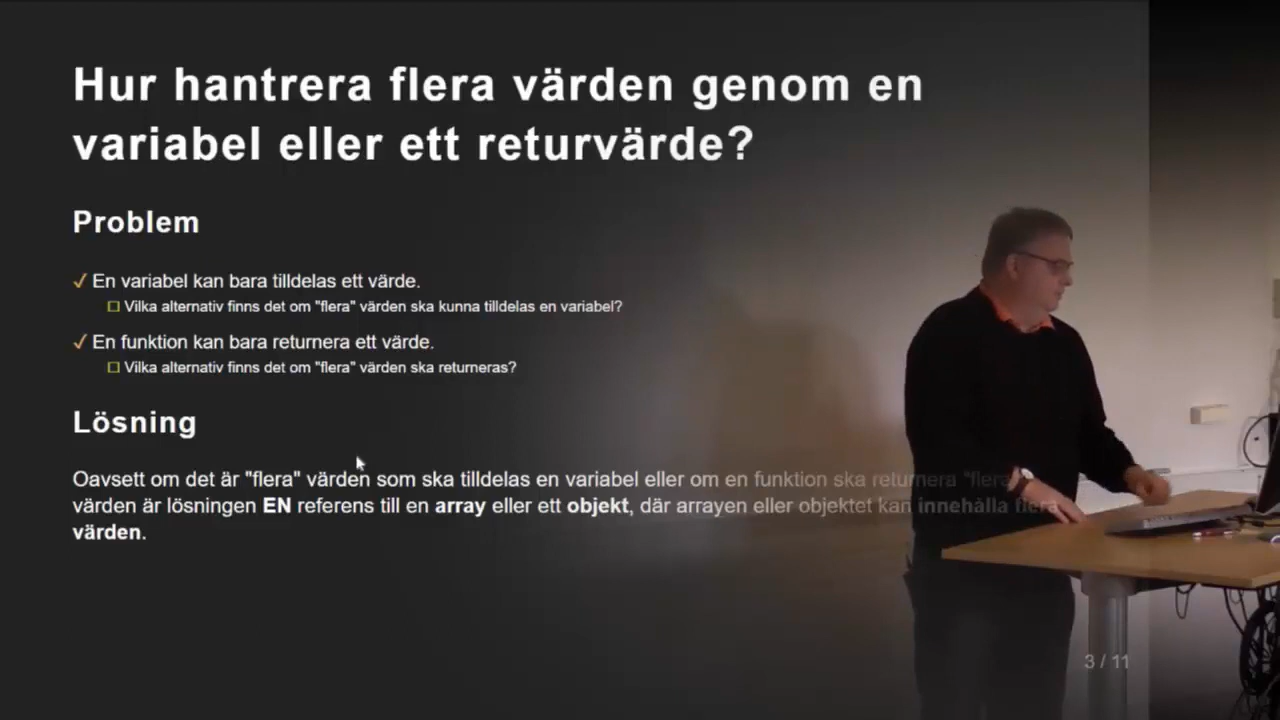 Hur hantrera flera värden genom en
variabel eller ett returvärde?
Problem
En variabel kan bara tilldelas ett värde.
Vilka alternativ finns det om "flera" värden ska kunna tilldelas en variabel?
En funktion kan bara returnera ett värde.
Vilka alternativ finns det om "flera" värden ska returneras?
Lösning
Oavsett om det är "flera" värden som ska tilldelas en variabel eller om en funktion ska returnera "flera"
värden är lösningen EN referens till en array eller ett objekt, där arrayen eller objektet kan innehålla flera
värden.
3 / 11